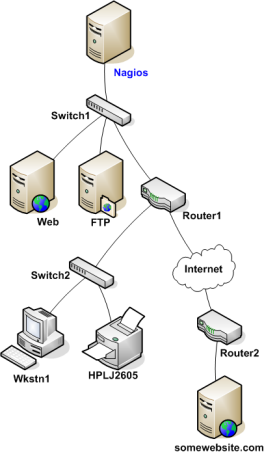 Nagios
Switch1
Web
FTP
Router1
Switch2
Internet
Wkstn1
HPLJ2605
Router2
somewebsite.com